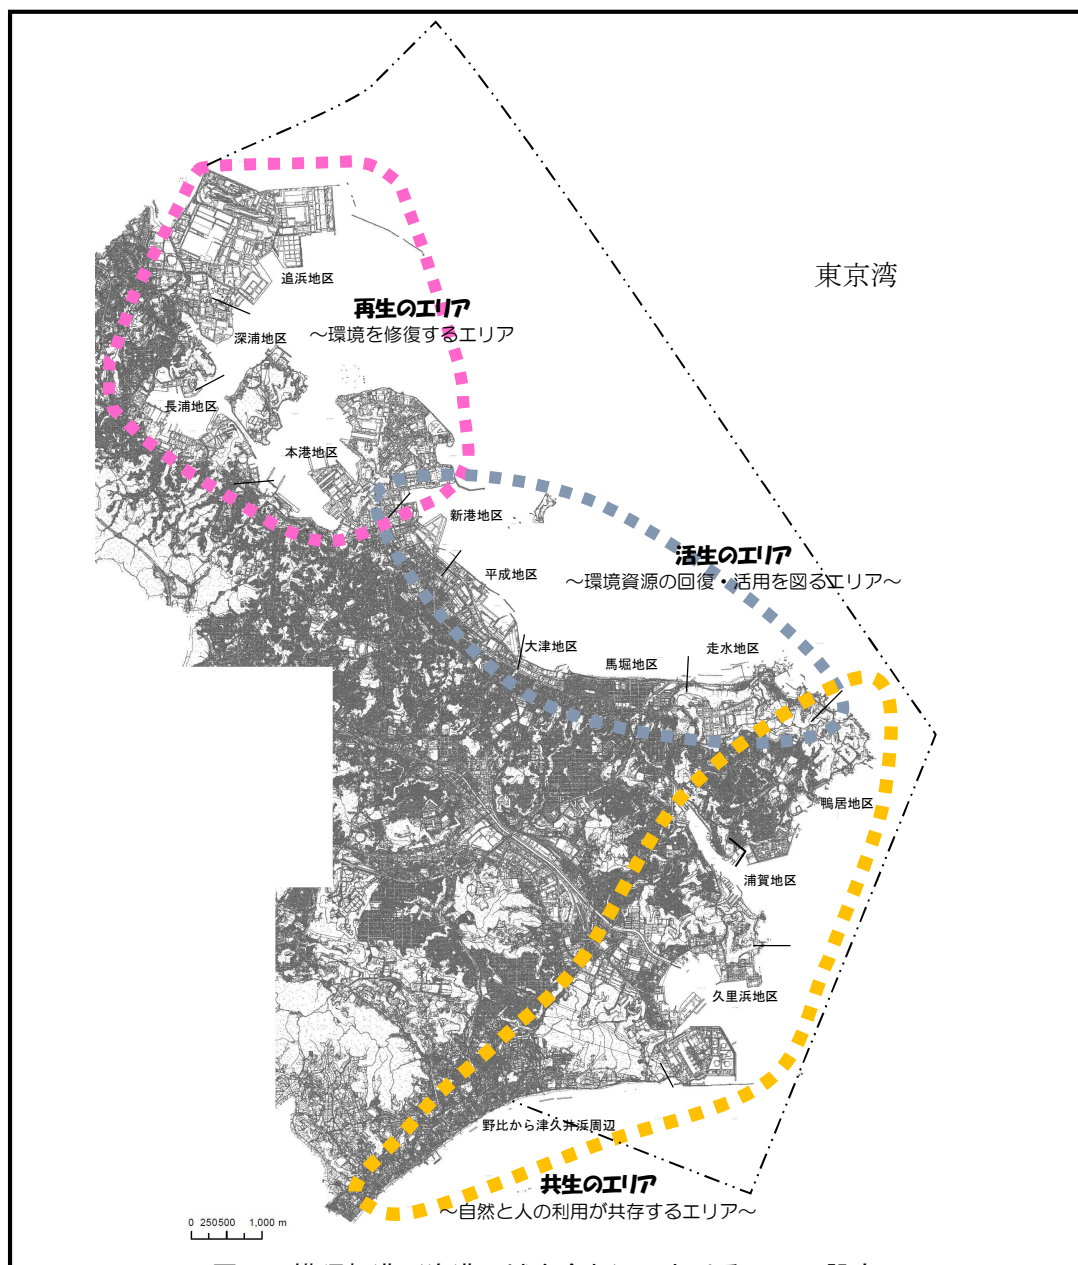 東京湾
追浜地区
再生のエリア
～環境を修復するエリア
深浦地区
長浦地区
本港地区
新港地区
活生のエリア
～環境資源の回復・活用を図るエリア～
平成地区
大津地区
馬堀地区
走水地区
鴨居地区
浦賀地区
久里浜地区
野比から津久井浜周辺
共生のエリア
～自然と人の利用が共存するエリア～
0 250500 1,000 m